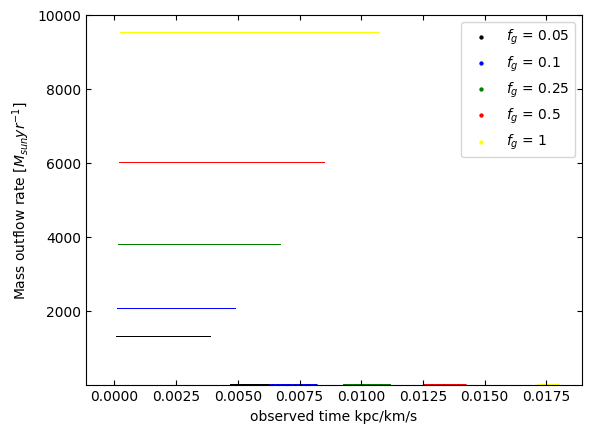 10000
8000
6000
4000
2000
Mass outflow rate [M_{sun}yr^{-1}]
f_g = 0.05
f_g = 0.1
f_g = 0.25
f_g = 0.5
f_g = 1
0.0000 0.0025 0.0050 0.0075 0.0100 0.0125 0.0150 0.0175
observed time kpc/km/s